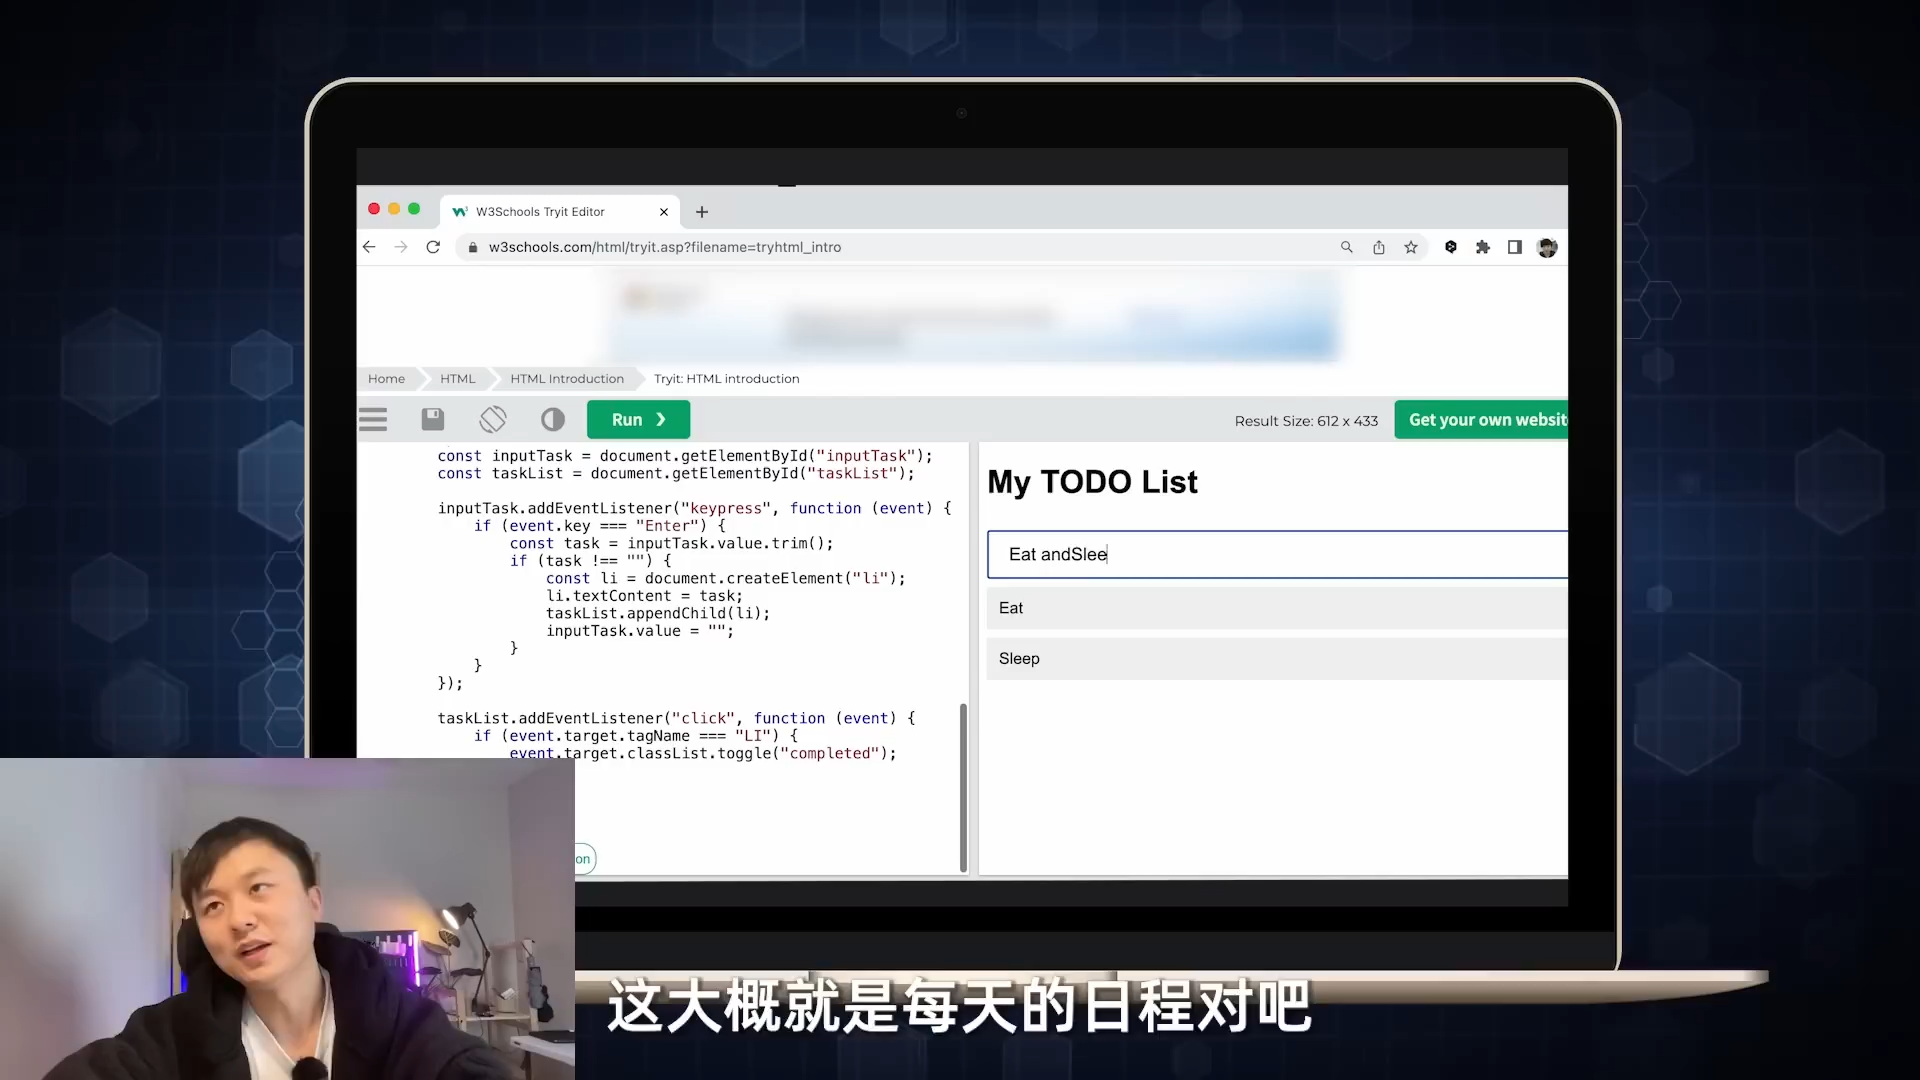 W3Schools Tryit Editor
w3schools.com/html/tryit.asp?filename=tryhtml_intro
Home
HTML
HTML Introduction
Tryit: HTML introduction
Run ❯
Result Size: 612 x 433
Get your own websit
const inputTask = document.getElementById("inputTask");
const taskList = document.getElementById("taskList");
inputTask.addEventListener("keypress", function (event) {
if (event.key === "Enter") {
const task = inputTask.value.trim();
if (task !== "") {
const li = document.createElement("li");
li.textContent = task;
taskList.appendChild(li);
inputTask.value = "";
}
}
});
taskList.addEventListener("click", function (event) {
if (event.target.tagName === "LI") {
event.target.classList.toggle("completed");
on
My TODO List
Eat andSlee
Eat
Sleep
这大概就是每天的日程对吧